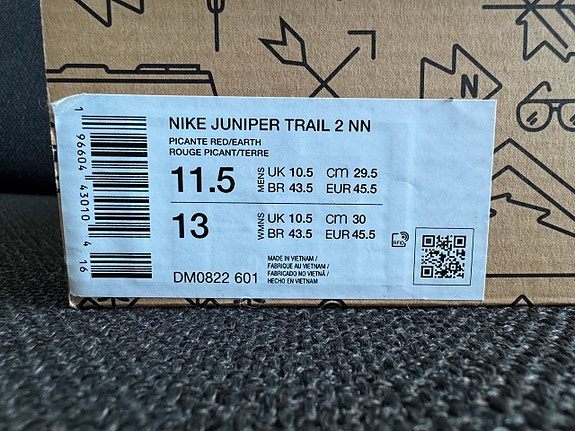 NIKE JUNIPER TRAIL 2 NN
PICANTE RED/EARTH
ROUGE PICANT/TERRE
11.5 MENS UK 10.5 CM 29.5
BR 43.5 EUR 45.5
13 WMNS UK 10.5 CM 30
BR 43.5 EUR 45.5
DM0822 601
MADE IN VIETNAM /
FABRIQUE AU VIETNAM /
FABRICADO NO VIETNÃ /
HECHO EN VIETNAM
RFID
1 96604 43010 4 16
N